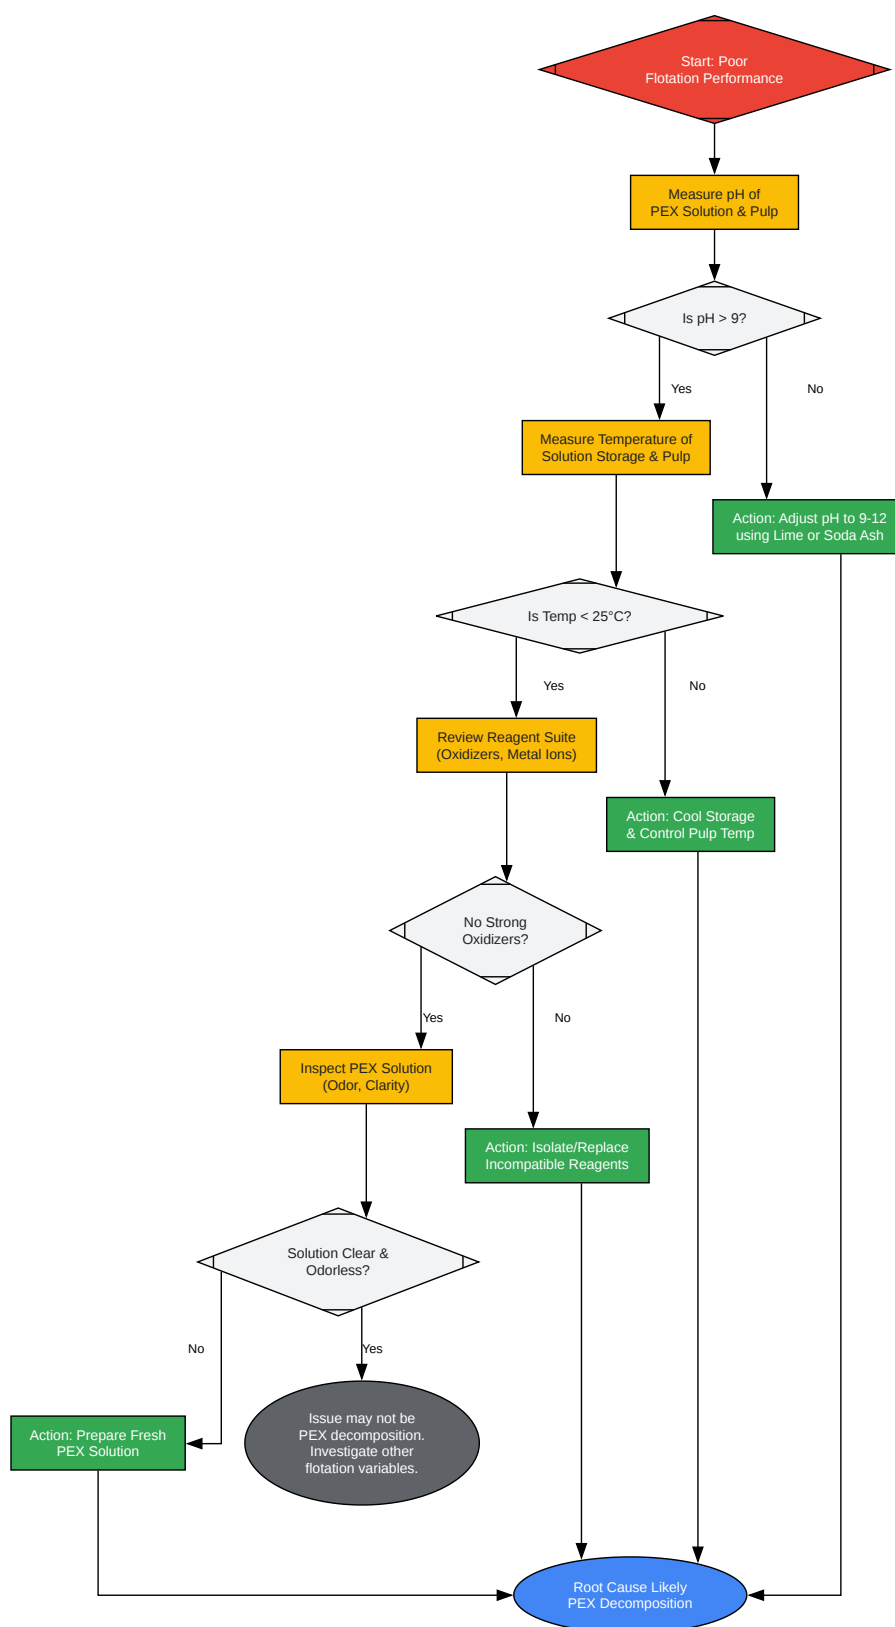 Start: Poor
Flotation Performance
Measure pH of
PEX Solution & Pulp
Is pH > 9?
Yes
No
Measure Temperature of
Solution Storage & Pulp
Action: Adjust pH to 9-12
using Lime or Soda Ash
Is Temp < 25°C?
Yes
No
Review Reagent Suite
(Oxidizers, Metal Ions)
Action: Cool Storage
& Control Pulp Temp
No Strong
Oxidizers?
Yes
No
Inspect PEX Solution
(Odor, Clarity)
Action: Isolate/Replace
Incompatible Reagents
Solution Clear &
Odorless?
No
Yes
Action: Prepare Fresh
PEX Solution
Issue may not be
PEX decomposition.
Investigate other
flotation variables.
Root Cause Likely
PEX Decomposition